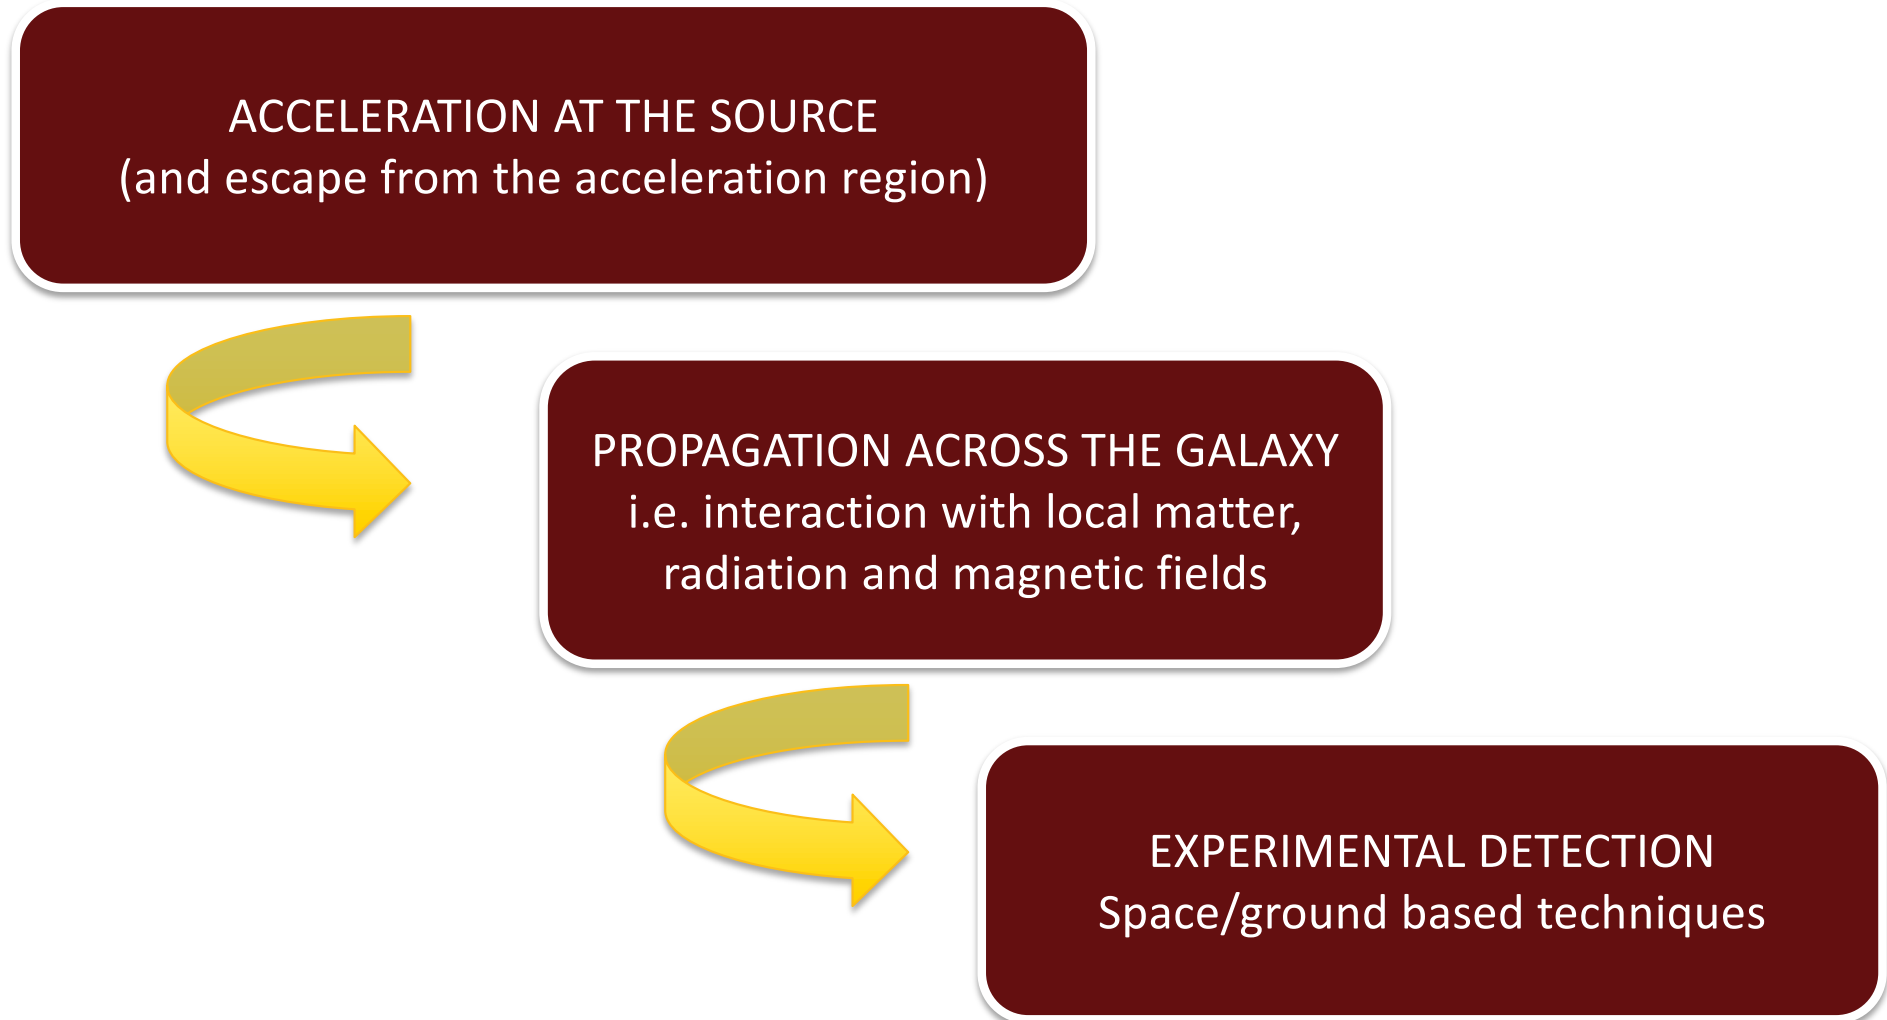 ACCELERATION AT THE SOURCE
(and escape from the acceleration region)
PROPAGATION ACROSS THE GALAXY
i.e. interaction with local matter,
radiation and magnetic fields
EXPERIMENTAL DETECTION
Space/ground based techniques